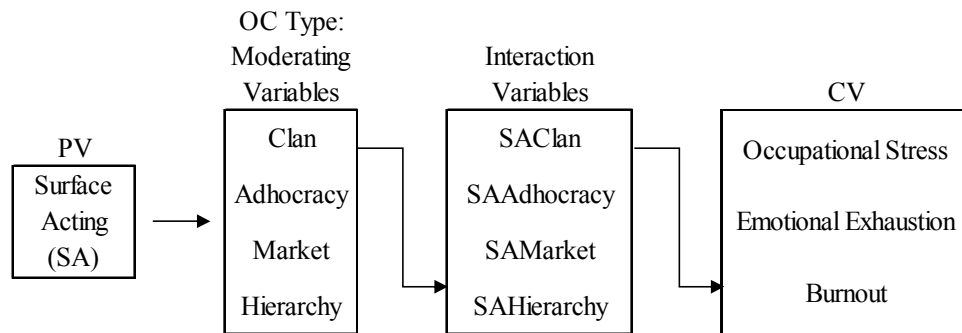 PV
Surface
Acting
(SA)
OC Type:
Moderating
Variables
Clan
Adhocracy
Market
Hierarchy
Interaction
Variables
SAClan
SAAdhocracy
SAMarket
SAHierarchy
CV
Occupational Stress
Emotional Exhaustion
Burnout